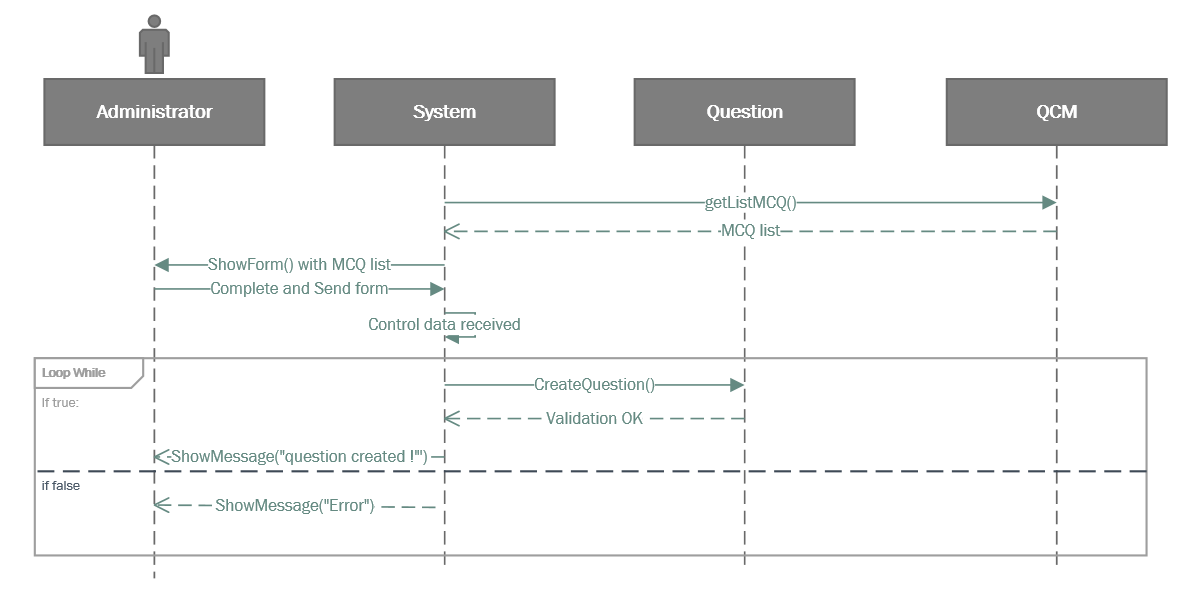 Administrator
System
Question
QCM
getListMCQ()
MCQ list
ShowForm() with MCQ list
Complete and Send form
Control data received
Loop While
If true:
CreateQuestion()
Validation OK
ShowMessage("question created !"")
if false
ShowMessage("Error")